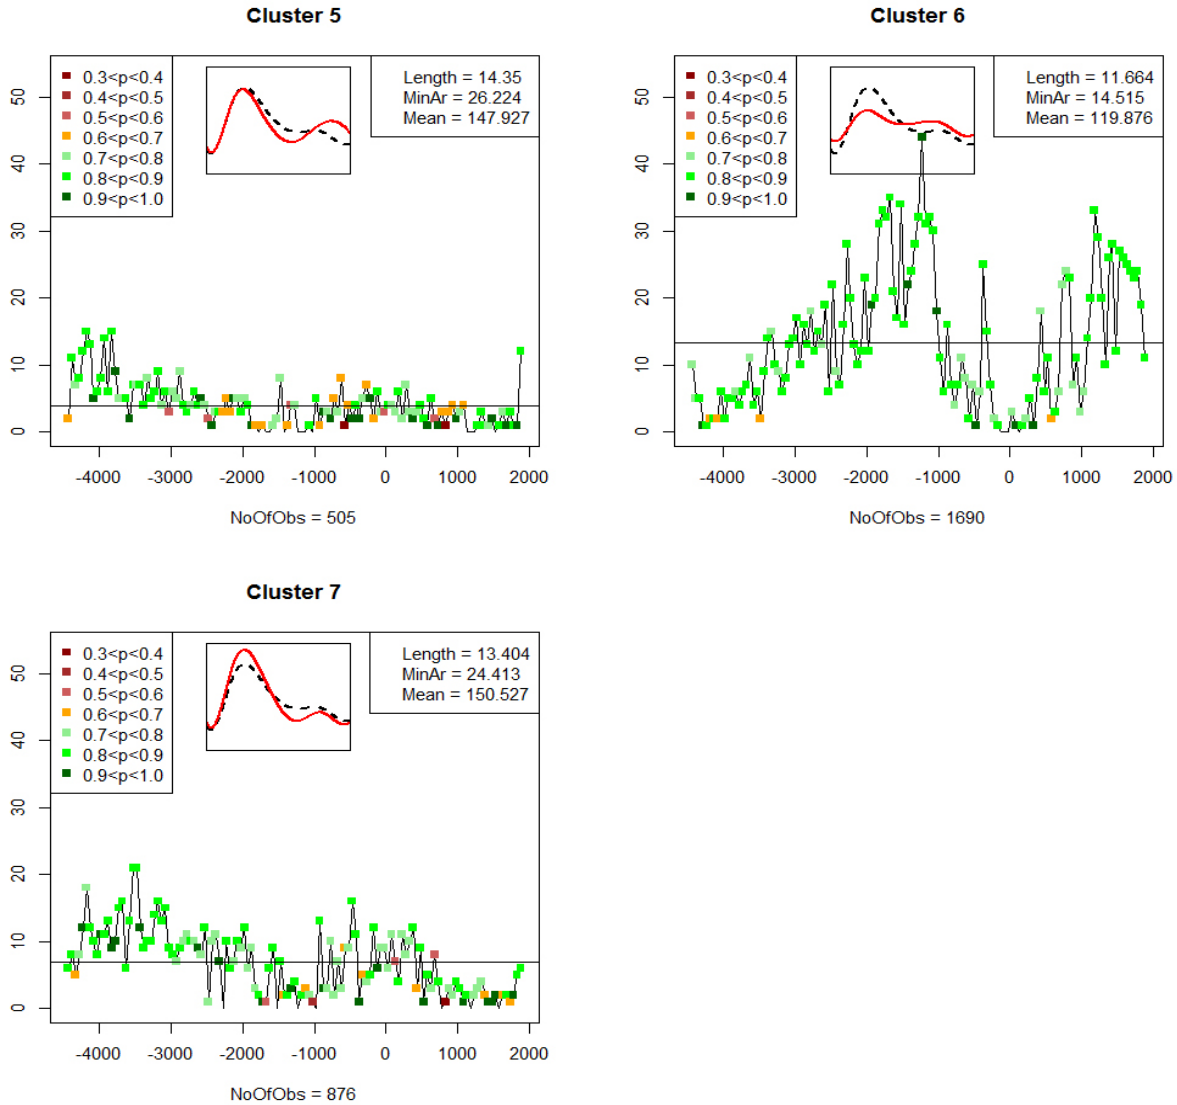 Cluster 5
0.3<p<0.4
0.4<p<0.5
0.5<p<0.6
0.6<p<0.7
0.7<p<0.8
0.8<p<0.9
0.9<p<1.0
Length = 14.35
MinAr = 26.224
Mean = 147.927
50
40
30
20
10
0
-4000 -3000 -2000 -1000 0 1000 2000
NoOfObs = 505
Cluster 6
0.3<p<0.4
0.4<p<0.5
0.5<p<0.6
0.6<p<0.7
0.7<p<0.8
0.8<p<0.9
0.9<p<1.0
Length = 11.664
MinAr = 14.515
Mean = 119.876
50
40
30
20
10
0
-4000 -3000 -2000 -1000 0 1000 2000
NoOfObs = 1690
Cluster 7
0.3<p<0.4
0.4<p<0.5
0.5<p<0.6
0.6<p<0.7
0.7<p<0.8
0.8<p<0.9
0.9<p<1.0
Length = 13.404
MinAr = 24.413
Mean = 150.527
50
40
30
20
10
0
-4000 -3000 -2000 -1000 0 1000 2000
NoOfObs = 876